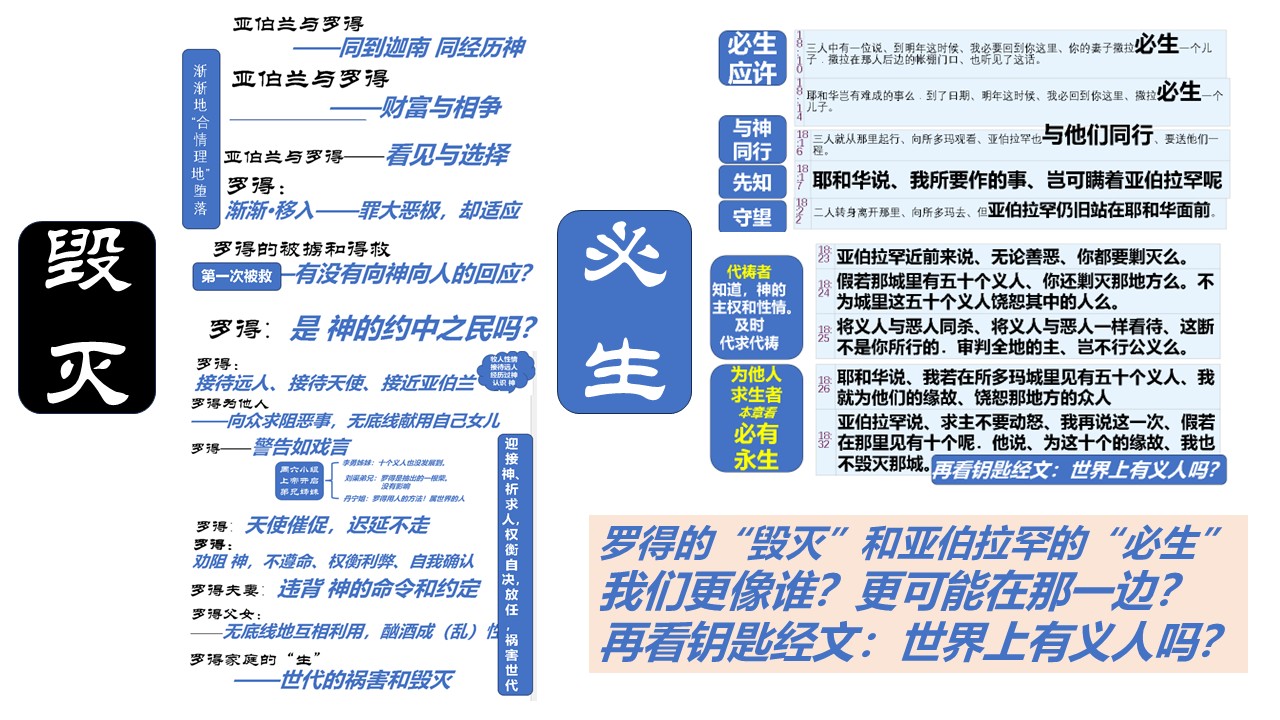 毁
灭
渐渐地“合情理地”堕落
亚伯兰与罗得
——同到迦南 同经历神
亚伯兰与罗得
——财富与相争
亚伯兰与罗得——看见与选择
罗得：
渐渐·移入——罪大恶极，却适应
罗得的被掳和得救
第一次被救
—有没有向神向人的回应？
罗得：是 神的约中之民吗？
罗得：
接待远人、接待天使、接近亚伯兰
牧人性情
接待远人
经历过神
认识 神
罗得为他人
——向众求阻恶事，无底线献用自己女儿
罗得——警告如戏言
周六小组
上帝开启
弟兄姊妹
李勇姊妹：十个义人也没发展到。
刘渠弟兄：罗得是抽出的一根柴。
没有影响
丹宁姐：罗得用人的方法！属世界的人
罗得：天使催促，迟延不走
罗得：
劝阻 神，不遵命、权衡利弊、自我确认
罗得夫妻：违背 神的命令和约定
罗得父女：
——无底线地互相利用，酗酒成（乱）性
罗得家庭的“生”
——世代的祸害和毁灭
迎接神、祈求人，权衡自决，放任，祸害世代
必
生
必生
应许
18:10
三人中有一位说、到明年这时候、我必要回到你这里、你的妻子撒拉必生一个儿
子．撒拉在那人后边的帐棚门口、也听见了这话。
18:14
耶和华岂有难成的事么．到了日期、明年这时候、我必回到你这里、撒拉必生一个
儿子。
与神
同行
18:16
三人就从那里起行、向所多玛观看、亚伯拉罕也与他们同行、要送他们一
程。
先知
18:17
耶和华说、我所要作的事、岂可瞒着亚伯拉罕呢
守望
18:22
二人转身离开那里、向所多玛去、但亚伯拉罕仍旧站在耶和华面前。
代祷者
知道，神的
主权和性情。
及时
代求代祷
18:23
亚伯拉罕近前来说、无论善恶、你都要剿灭么。
18:24
假若那城里有五十个义人、你还剿灭那地方么。不
为城里这五十个义人饶恕其中的人么。
18:25
将义人与恶人同杀、将义人与恶人一样看待、这断
不是你所行的．审判全地的主、岂不行公义么。
为他人
求生者
本章看
必有
永生
18:26
耶和华说、我若在所多玛城里见有五十个义人、我
就为他们的缘故、饶恕那地方的众人
18:32
亚伯拉罕说、求主不要动怒、我再说这一次、假若
在那里见有十个呢．他说、为这十个的缘故、我也
不毁灭那城。
再看钥匙经文：世界上有义人吗？
罗得的“毁灭”和亚伯拉罕的“必生”
我们更像谁？更可能在那一边？
再看钥匙经文：世界上有义人吗？